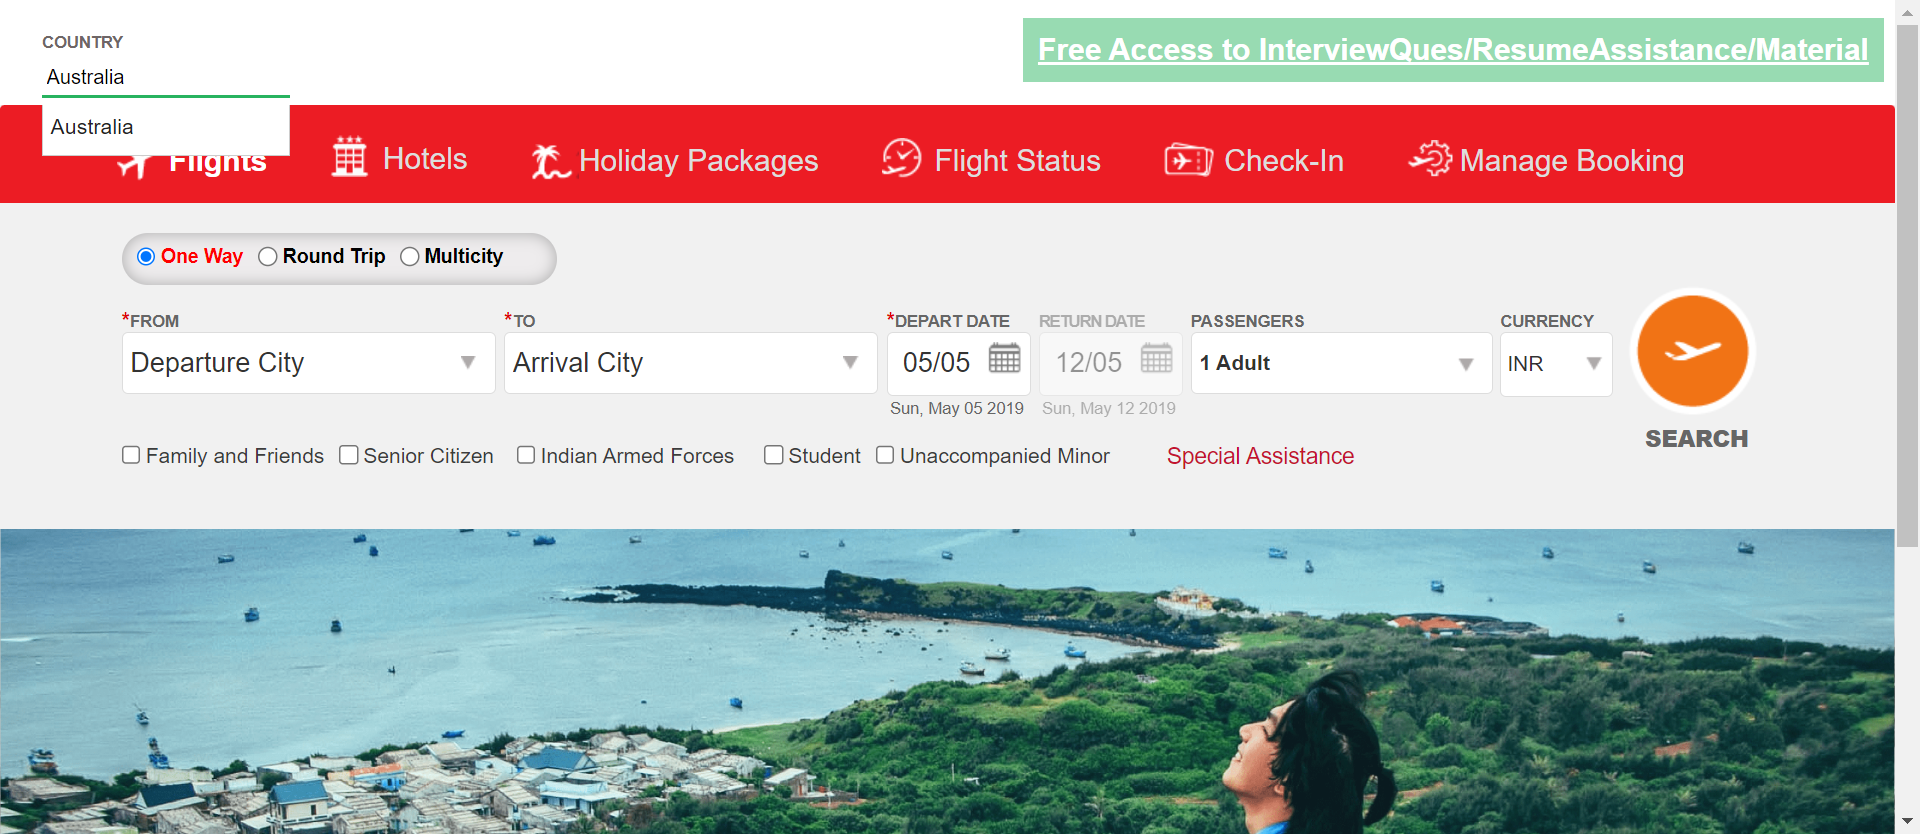 COUNTRY
Australia
Australia
Free Access to InterviewQues/ResumeAssistance/Material
Flights
Hotels
Holiday Packages
Flight Status
Check-In
Manage Booking
One Way
Round Trip
Multicity
*FROM
*TO
*DEPART DATE
RETURN DATE
PASSENGERS
CURRENCY
Departure City
Arrival City
05/05
12/05
1 Adult
INR
Sun, May 05 2019
Sun, May 12 2019
SEARCH
Family and Friends
Senior Citizen
Indian Armed Forces
Student
Unaccompanied Minor
Special Assistance